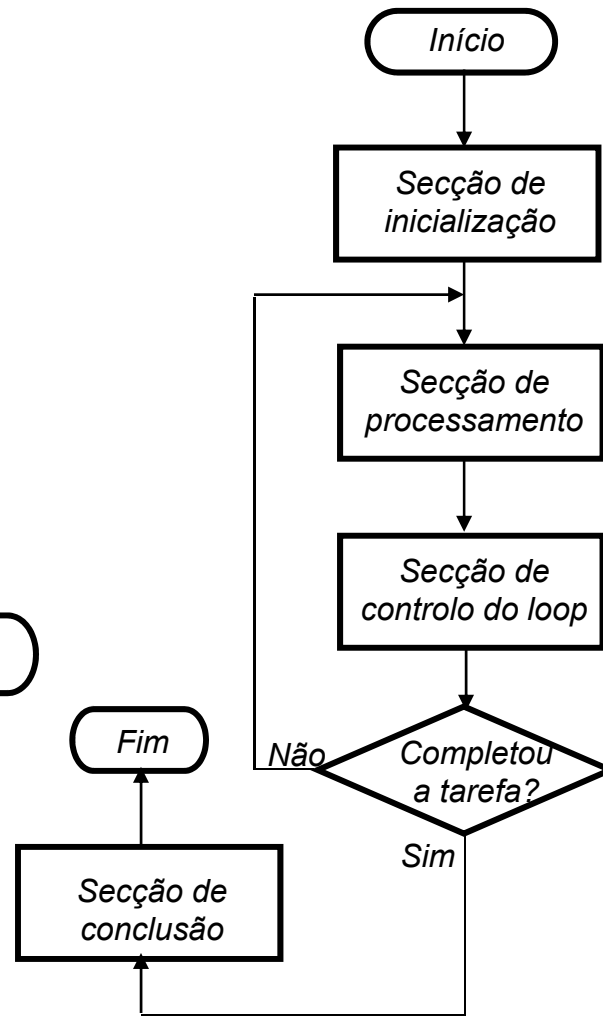 Início
Secção de
inicialização
Secção de
processamento
Secção de
controlo do loop
Completou
a tarefa?
Não
Sim
Secção de
conclusão
Fim